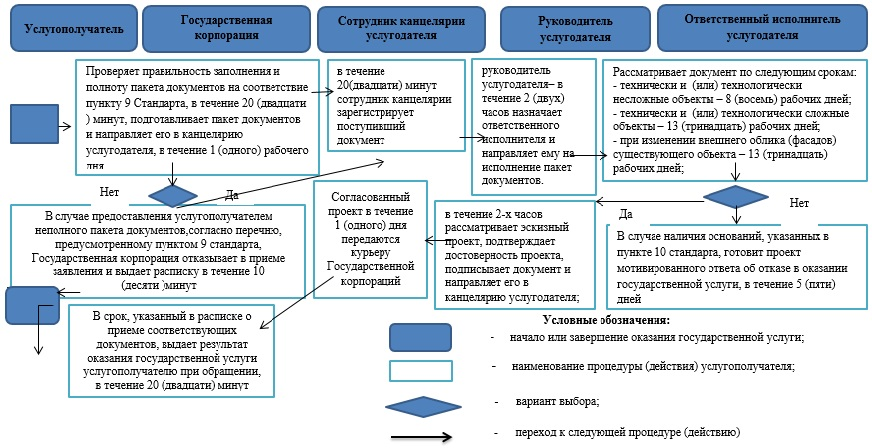 Услугополучатель
Государственная
корпорация
Сотрудник канцелярии
услугодателя
Руководитель
услугодателя
Ответственный исполнитель
услугодателя
Проверяет правильность заполнения и
полноту пакета документов на соответствие
пункту 9 Стандарта, в течение 20 (двадцати
) минут, подготавливает пакет документов
и направляет его в канцелярию
услугодателя, в течение 1 (одного) рабочего
дня
в течение
20(двадцати) минут
сотрудник канцелярии
зарегистрирует
поступивший
документ
руководитель
услугодателя– в
течение 2 (двух)
часов назначает
ответственного
исполнителя и
направляет ему на
исполнение пакет
документов.
Рассматривает документ по следующим срокам:
- технически и (или) технологически
несложные объекты – 8 (восемь) рабочих дней;
- технически и (или) технологически сложные
объекты – 13 (тринадцать) рабочих дней;
- при изменении внешнего облика (фасадов)
существующего объекта – 13 (тринадцать)
рабочих дней;
Нет
Да
В случае предоставления услугополучателем
неполного пакета документов,согласно перечню,
предусмотренному пунктом 9 стандарта,
Государственная корпорация отказывает в приеме
заявления и выдает расписку в течение 10
(десяти )минут
Согласованный
проект в течение
1 (одного) дня
передаются
курьеру
Государственной
корпораций
в течение 2-х часов
рассматривает эскизный
проект, подтверждает
достоверность проекта,
подписывает документ и
направляет его в
канцелярию услугодателя;
Да
Нет
В случае наличия оснований, указанных в
пункте 10 стандарта, готовит проект
мотивированного ответа об отказе в оказании
государственной услуги, в течение 5 (пяти)
дней
В срок, указанный в расписке о
приеме соответствующих
документов, выдает результат
оказания государственной услуги
услугополучателю при обращении,
в течение 20 (двадцати) минут
Условные обозначения:
- начало или завершение оказания государственной услуги;
- наименование процедуры (действия) услугополучателя;
- вариант выбора;
- переход к следующей процедуре (действию)